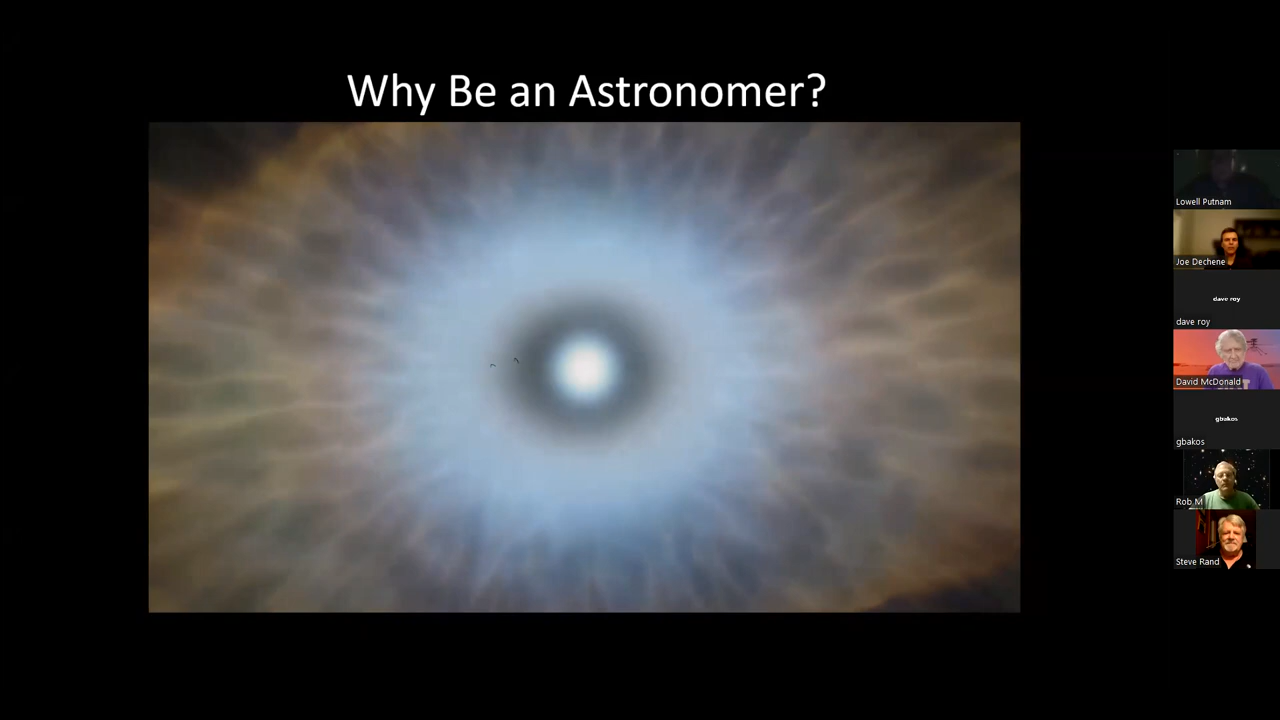 Why Be an Astronomer?
Lowell Putnam
Joe Dechene
dave roy
dave roy
David McDonald
gbakos
gbakos
Rob M
Steve Rand